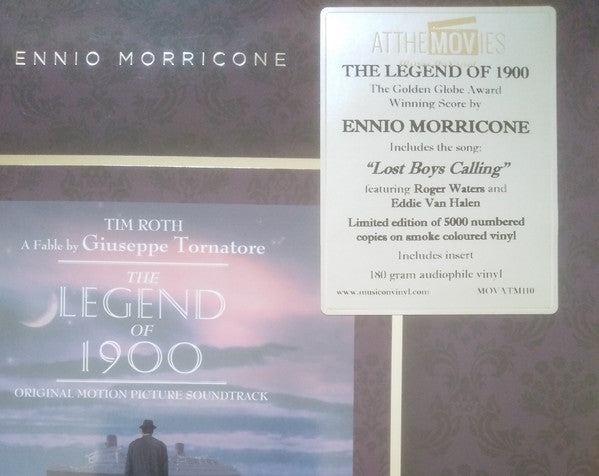 ENNIO MORRICONE
TIM ROTH
A Fable by Giuseppe Tornatore
THE
LEGEND
OF
1900
ORIGINAL MOTION PICTURE SOUNDTRACK
ATTHEMOVIES
THE LEGEND OF 1900
The Golden Globe Award
Winning Score by
ENNIO MORRICONE
Includes the song:
“Lost Boys Calling”
featuring Roger Waters and
Eddie Van Halen
Limited edition of 5000 numbered
copies on smoke coloured vinyl
Includes insert
180 gram audiophile vinyl
www.musiconvinyl.com MOVATM110